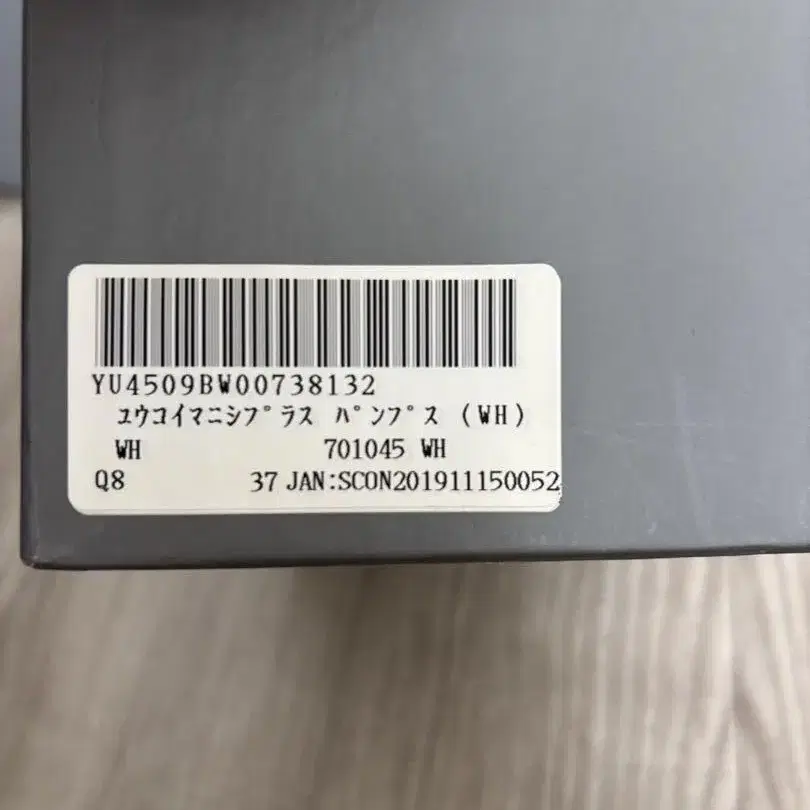 YU4509BW00738132
ﾕｳｺｲﾏﾆｼﾌﾟﾗｽ ﾊﾟﾝﾌﾟｽ (WH)
WH 701045 WH
Q8 37 JAN:SCON201911150052